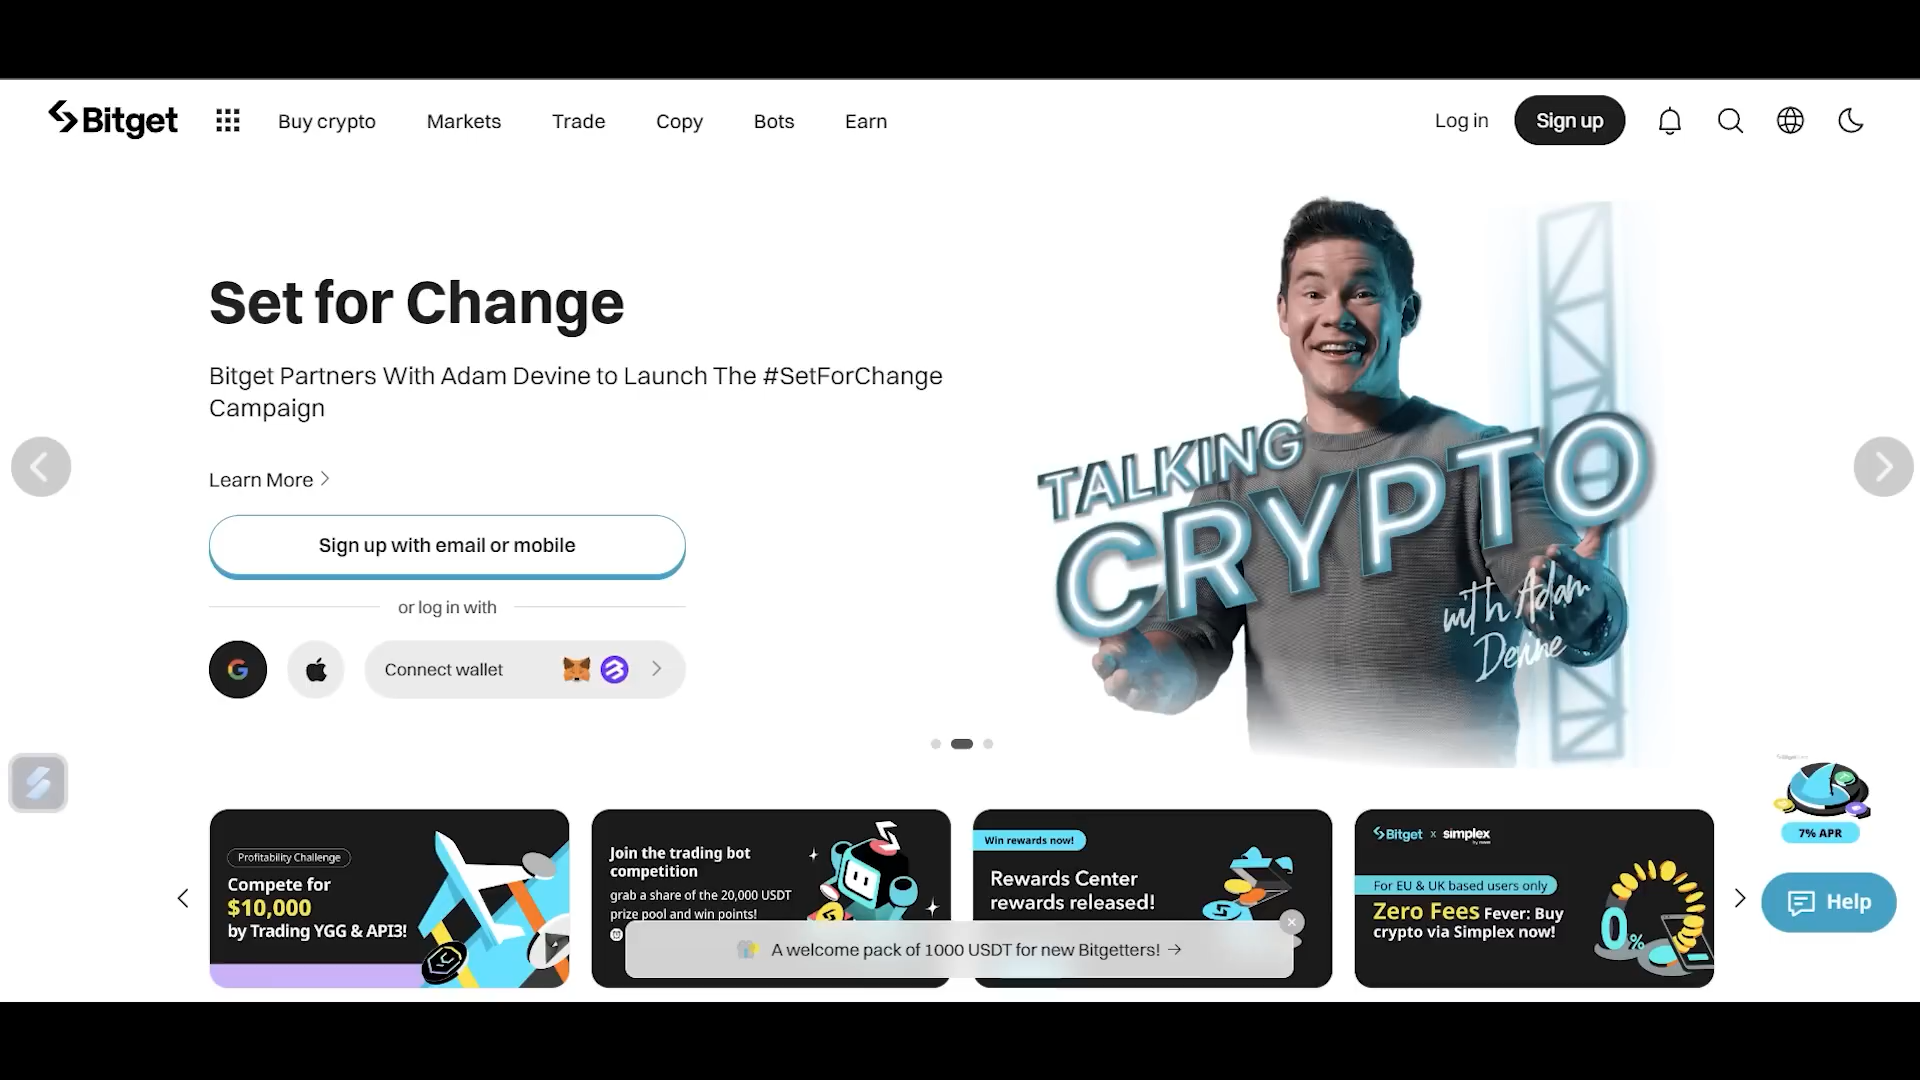 Bitget
Buy crypto
Markets
Trade
Copy
Bots
Earn
Log in
Sign up
Set for Change
Bitget Partners With Adam Devine to Launch The #SetForChange
Campaign
Learn More
Sign up with email or mobile
or log in with
Connect wallet
TALKING
CRYPTO
with Adam
Devine
7% APR
Help
Profitability Challenge
Compete for
$10,000
by Trading YGG & API3!
Join the trading bot
competition
grab a share of the 20,000 USDT
prize pool and win points!
Win rewards now!
Rewards Center
rewards released!
Bitget x simplex
For EU & UK based users only
Zero Fees Fever: Buy
crypto via Simplex now!
0%
A welcome pack of 1000 USDT for new Bitgetters! →